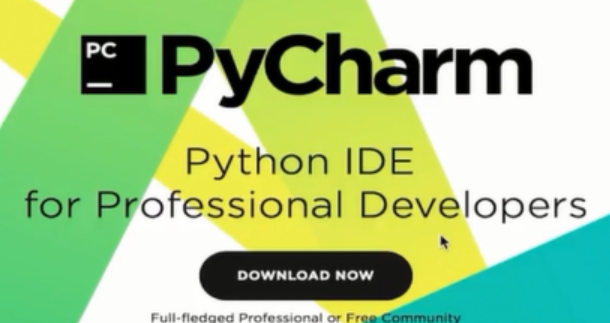 PC PyCharm
Python IDE
for Professional Developers
DOWNLOAD NOW
Full-fledged Professional or Free Community